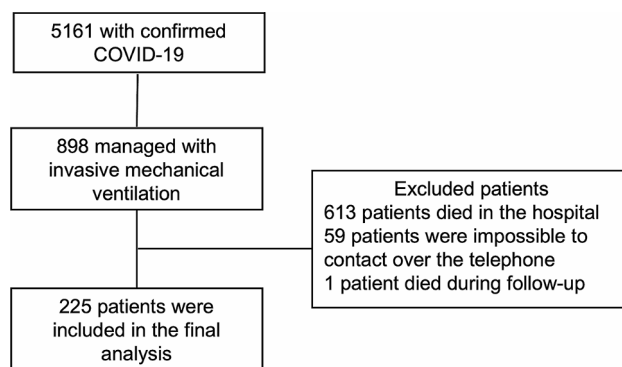 5161 with confirmed
COVID-19
898 managed with
invasive mechanical
ventilation
Excluded patients
613 patients died in the hospital
59 patients were impossible to
contact over the telephone
1 patient died during follow-up
225 patients were
included in the final
analysis